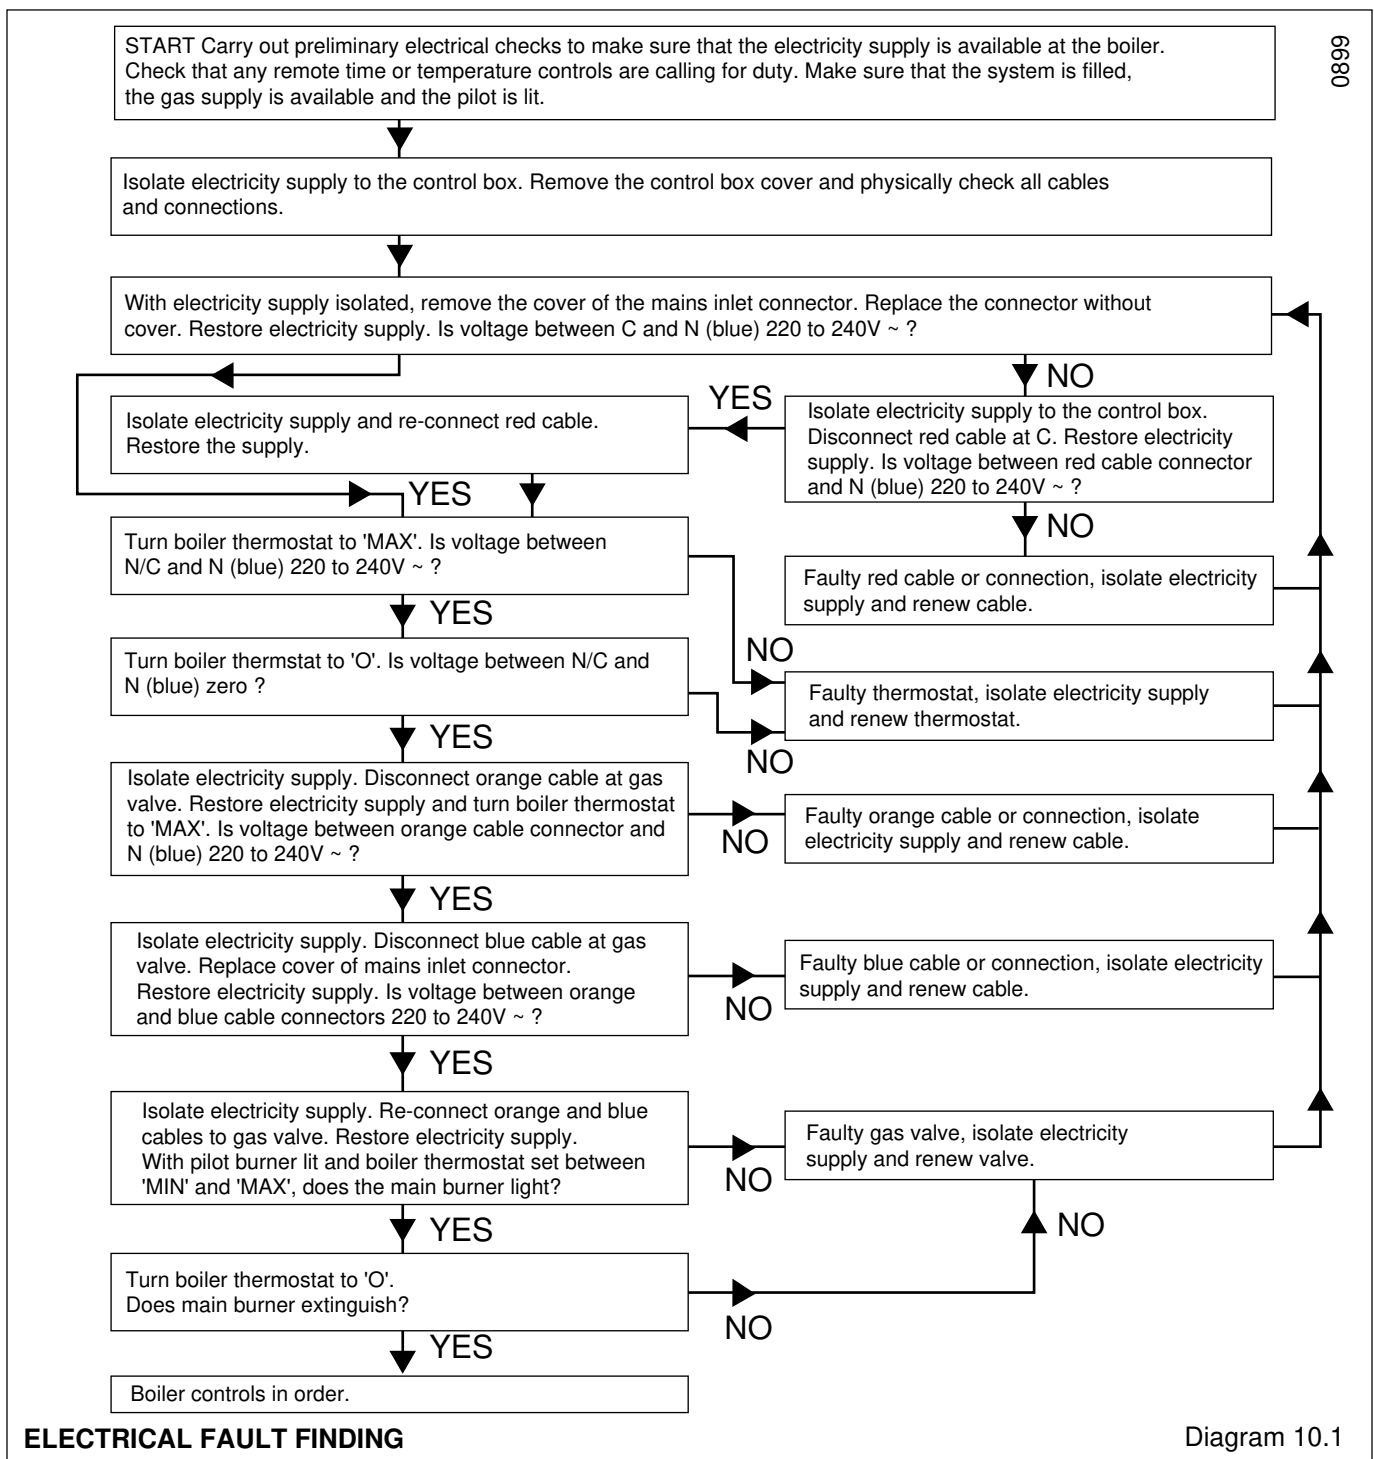 START Carry out preliminary electrical checks to make sure that the electricity supply is available at the boiler.
Check that any remote time or temperature controls are calling for duty. Make sure that the system is filled,
the gas supply is available and the pilot is lit.
0899
Isolate electricity supply to the control box. Remove the control box cover and physically check all cables
and connections.
With electricity supply isolated, remove the cover of the mains inlet connector. Replace the connector without
cover. Restore electricity supply. Is voltage between C and N (blue) 220 to 240V ~ ?
NO
YES
Isolate electricity supply and re-connect red cable.
Restore the supply.
Isolate electricity supply to the control box.
Disconnect red cable at C. Restore electricity
supply. Is voltage between red cable connector
and N (blue) 220 to 240V ~ ?
YES
NO
Turn boiler thermostat to 'MAX'. Is voltage between
N/C and N (blue) 220 to 240V ~ ?
Faulty red cable or connection, isolate electricity
supply and renew cable.
YES
NO
Turn boiler thermstat to 'O'. Is voltage between N/C and
N (blue) zero ?
Faulty thermostat, isolate electricity supply
and renew thermostat.
YES
NO
Isolate electricity supply. Disconnect orange cable at gas
valve. Restore electricity supply and turn boiler thermostat
to 'MAX'. Is voltage between orange cable connector and
N (blue) 220 to 240V ~ ?
NO
Faulty orange cable or connection, isolate
electricity supply and renew cable.
YES
Isolate electricity supply. Disconnect blue cable at gas
valve. Replace cover of mains inlet connector.
Restore electricity supply. Is voltage between orange
and blue cable connectors 220 to 240V ~ ?
NO
Faulty blue cable or connection, isolate electricity
supply and renew cable.
YES
Isolate electricity supply. Re-connect orange and blue
cables to gas valve. Restore electricity supply.
With pilot burner lit and boiler thermostat set between
'MIN' and 'MAX', does the main burner light?
NO
Faulty gas valve, isolate electricity
supply and renew valve.
YES
NO
Turn boiler thermostat to 'O'.
Does main burner extinguish?
NO
YES
Boiler controls in order.
ELECTRICAL FAULT FINDING
Diagram 10.1